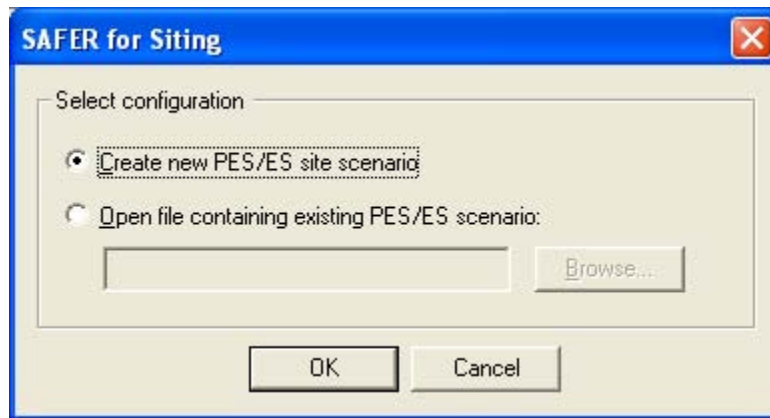 SAFER for Siting
Select configuration
Create new PES/ES site scenario
Open file containing existing PES/ES scenario:
Browse...
OK
Cancel